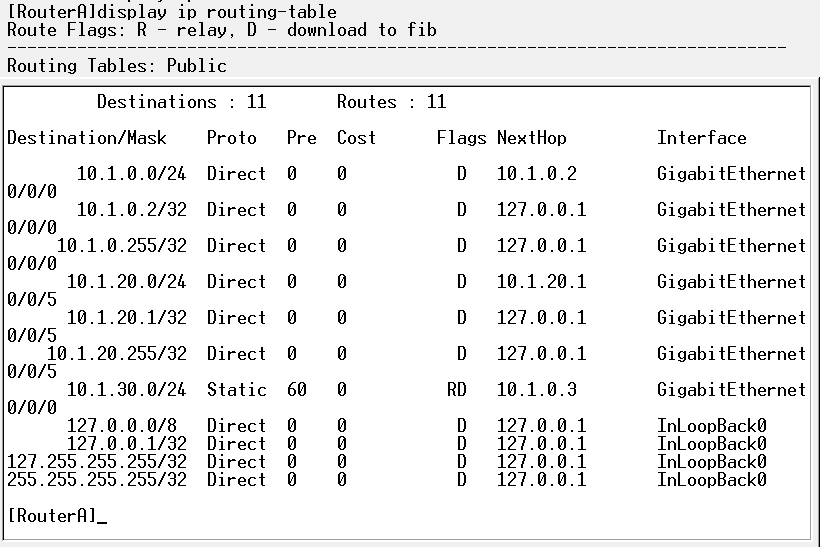 [RouterA]display ip routing-table
Route Flags: R - relay, D - download to fib
------------------------------------------------------------------------------
Routing Tables: Public
         Destinations : 11       Routes : 11
Destination/Mask    Proto   Pre  Cost      Flags NextHop         Interface
       10.1.0.0/24  Direct  0    0           D   10.1.0.2        GigabitEthernet
0/0/0
       10.1.0.2/32  Direct  0    0           D   127.0.0.1       GigabitEthernet
0/0/0
     10.1.0.255/32  Direct  0    0           D   127.0.0.1       GigabitEthernet
0/0/0
      10.1.20.0/24  Direct  0    0           D   10.1.20.1       GigabitEthernet
0/0/5
      10.1.20.1/32  Direct  0    0           D   127.0.0.1       GigabitEthernet
0/0/5
    10.1.20.255/32  Direct  0    0           D   127.0.0.1       GigabitEthernet
0/0/5
      10.1.30.0/24  Static  60   0          RD   10.1.0.3        GigabitEthernet
0/0/0
      127.0.0.0/8   Direct  0    0           D   127.0.0.1       InLoopBack0
      127.0.0.1/32  Direct  0    0           D   127.0.0.1       InLoopBack0
127.255.255.255/32  Direct  0    0           D   127.0.0.1       InLoopBack0
255.255.255.255/32  Direct  0    0           D   127.0.0.1       InLoopBack0
[RouterA]_